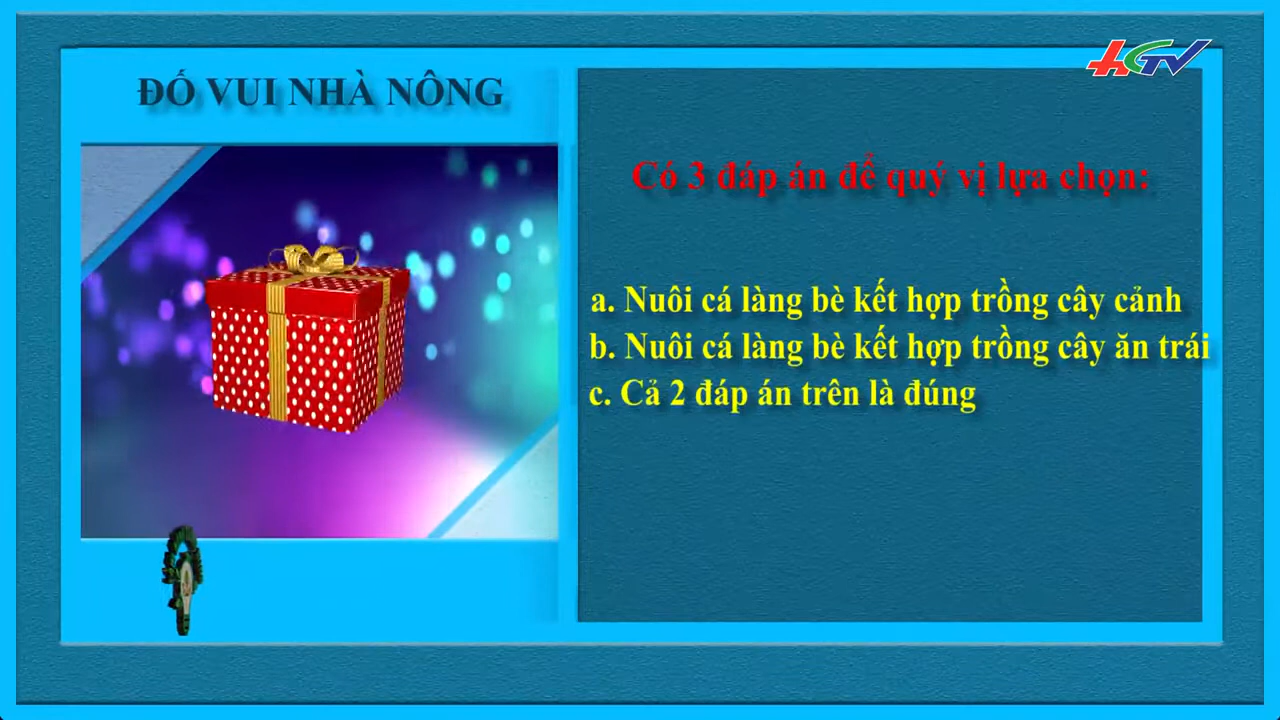 HGTV
ĐỐ VUI NHÀ NÔNG
Có 3 đáp án để quý vị lựa chọn:
a. Nuôi cá làng bè kết hợp trồng cây cảnh
b. Nuôi cá làng bè kết hợp trồng cây ăn trái
c. Cả 2 đáp án trên là đúng